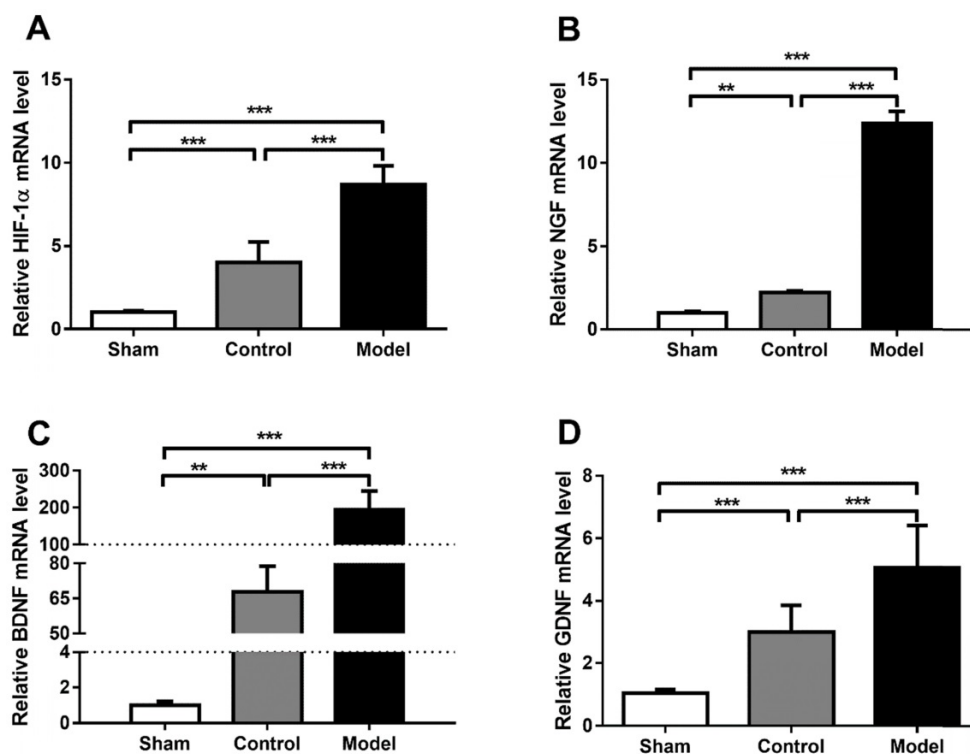 A
Relative HIF-1α mRNA level
15
10
5
0
***
***
***
Sham Control Model
B
Relative NGF mRNA level
15
10
5
0
***
**
***
Sham Control Model
C
Relative BDNF mRNA level
300
200
100
80
65
50
4
2
0
***
**
***
Sham Control Model
D
Relative GDNF mRNA level
8
6
4
2
0
***
***
***
Sham Control Model